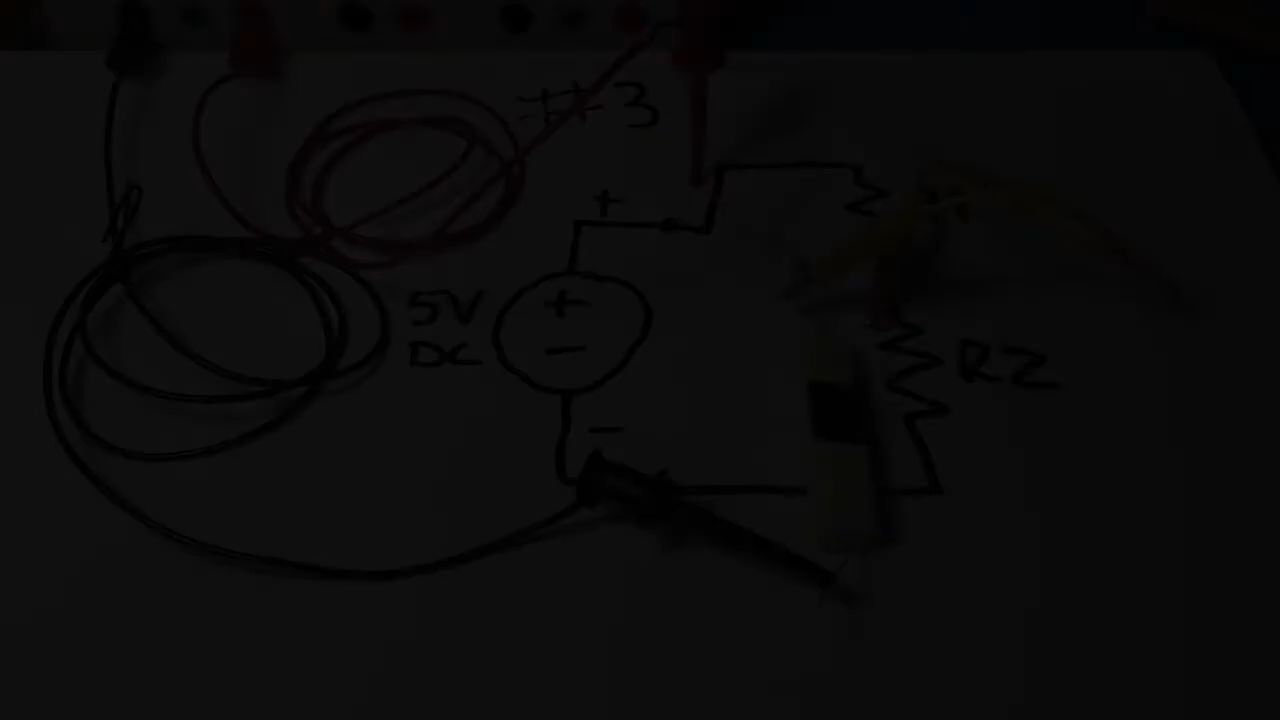 #3
+
5V
DC
+
-
R2
-